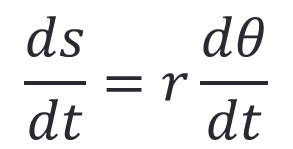 ds/dt = r dθ/dt